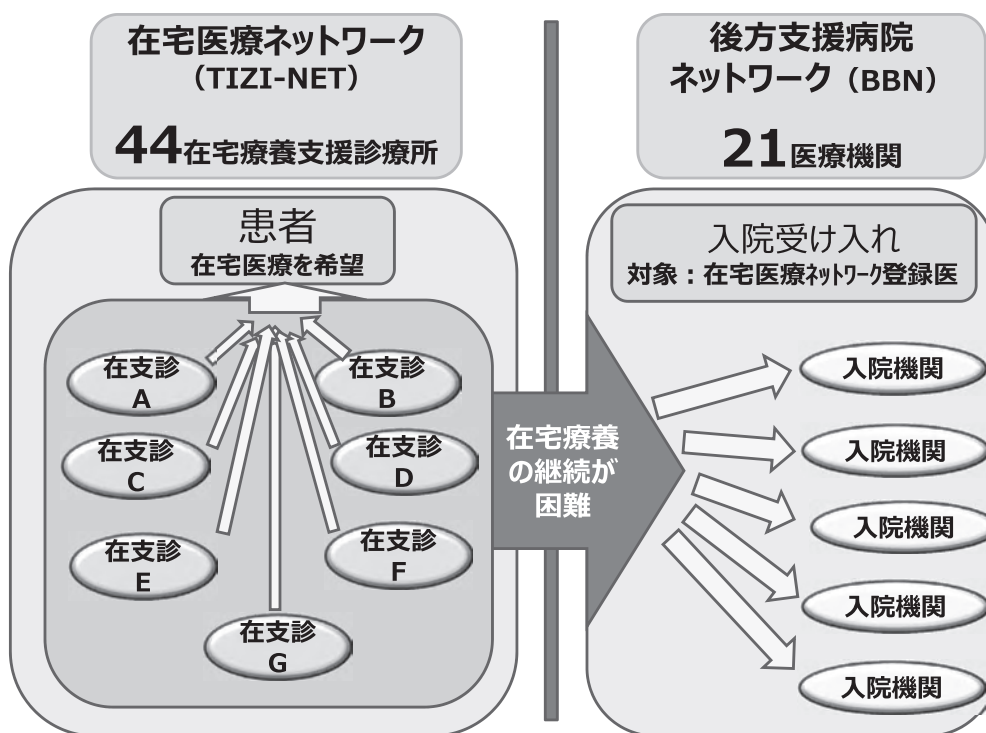 在宅医療ネットワーク
（TIZI-NET）
44在宅療養支援診療所
患者
在宅医療を希望
在支診
A
在支診
B
在支診
C
在支診
D
在支診
E
在支診
F
在支診
G
在宅療養
の継続が
困難
後方支援病院
ネットワーク（BBN）
21医療機関
入院受け入れ
対象：在宅医療ネットワーク登録医
入院機関
入院機関
入院機関
入院機関
入院機関